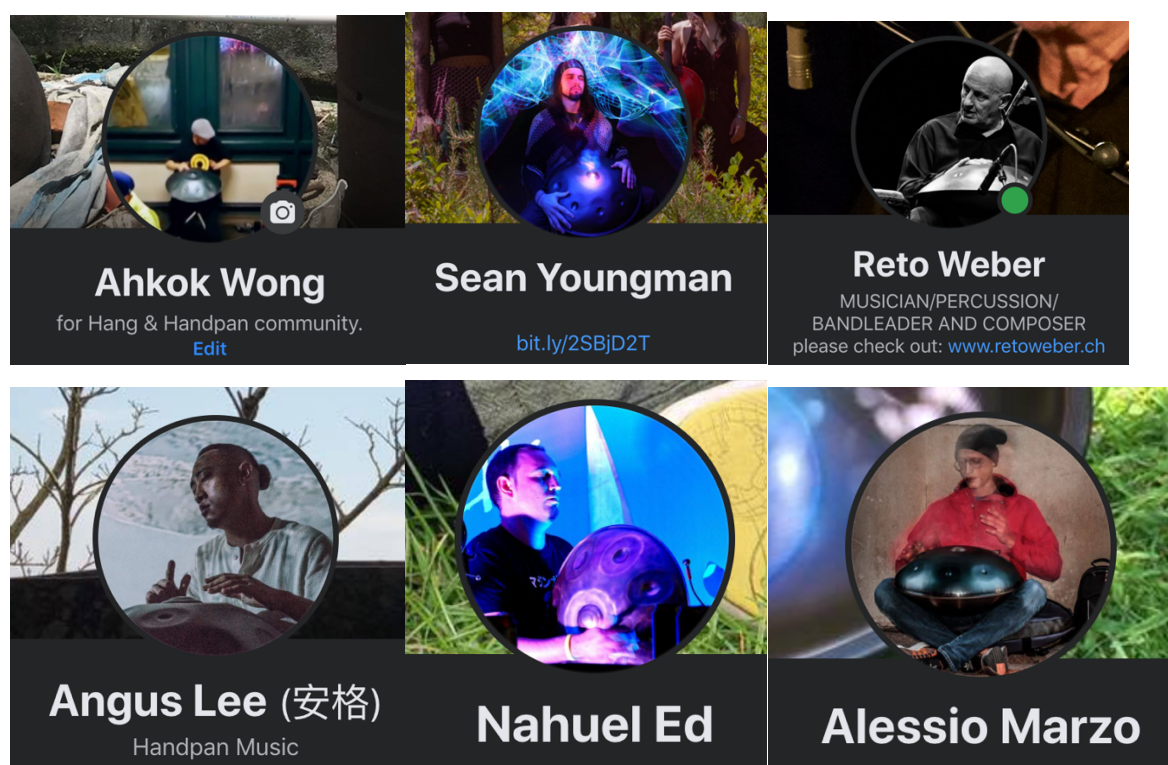 Ahkok Wong
for Hang & Handpan community.
Edit
Sean Youngman
bit.ly/2SBjD2T
Reto Weber
MUSICIAN/PERCUSSION/
BANDLEADER AND COMPOSER
please check out: www.retoweber.ch
Angus Lee (安格)
Handpan Music
Nahuel Ed
Alessio Marzo